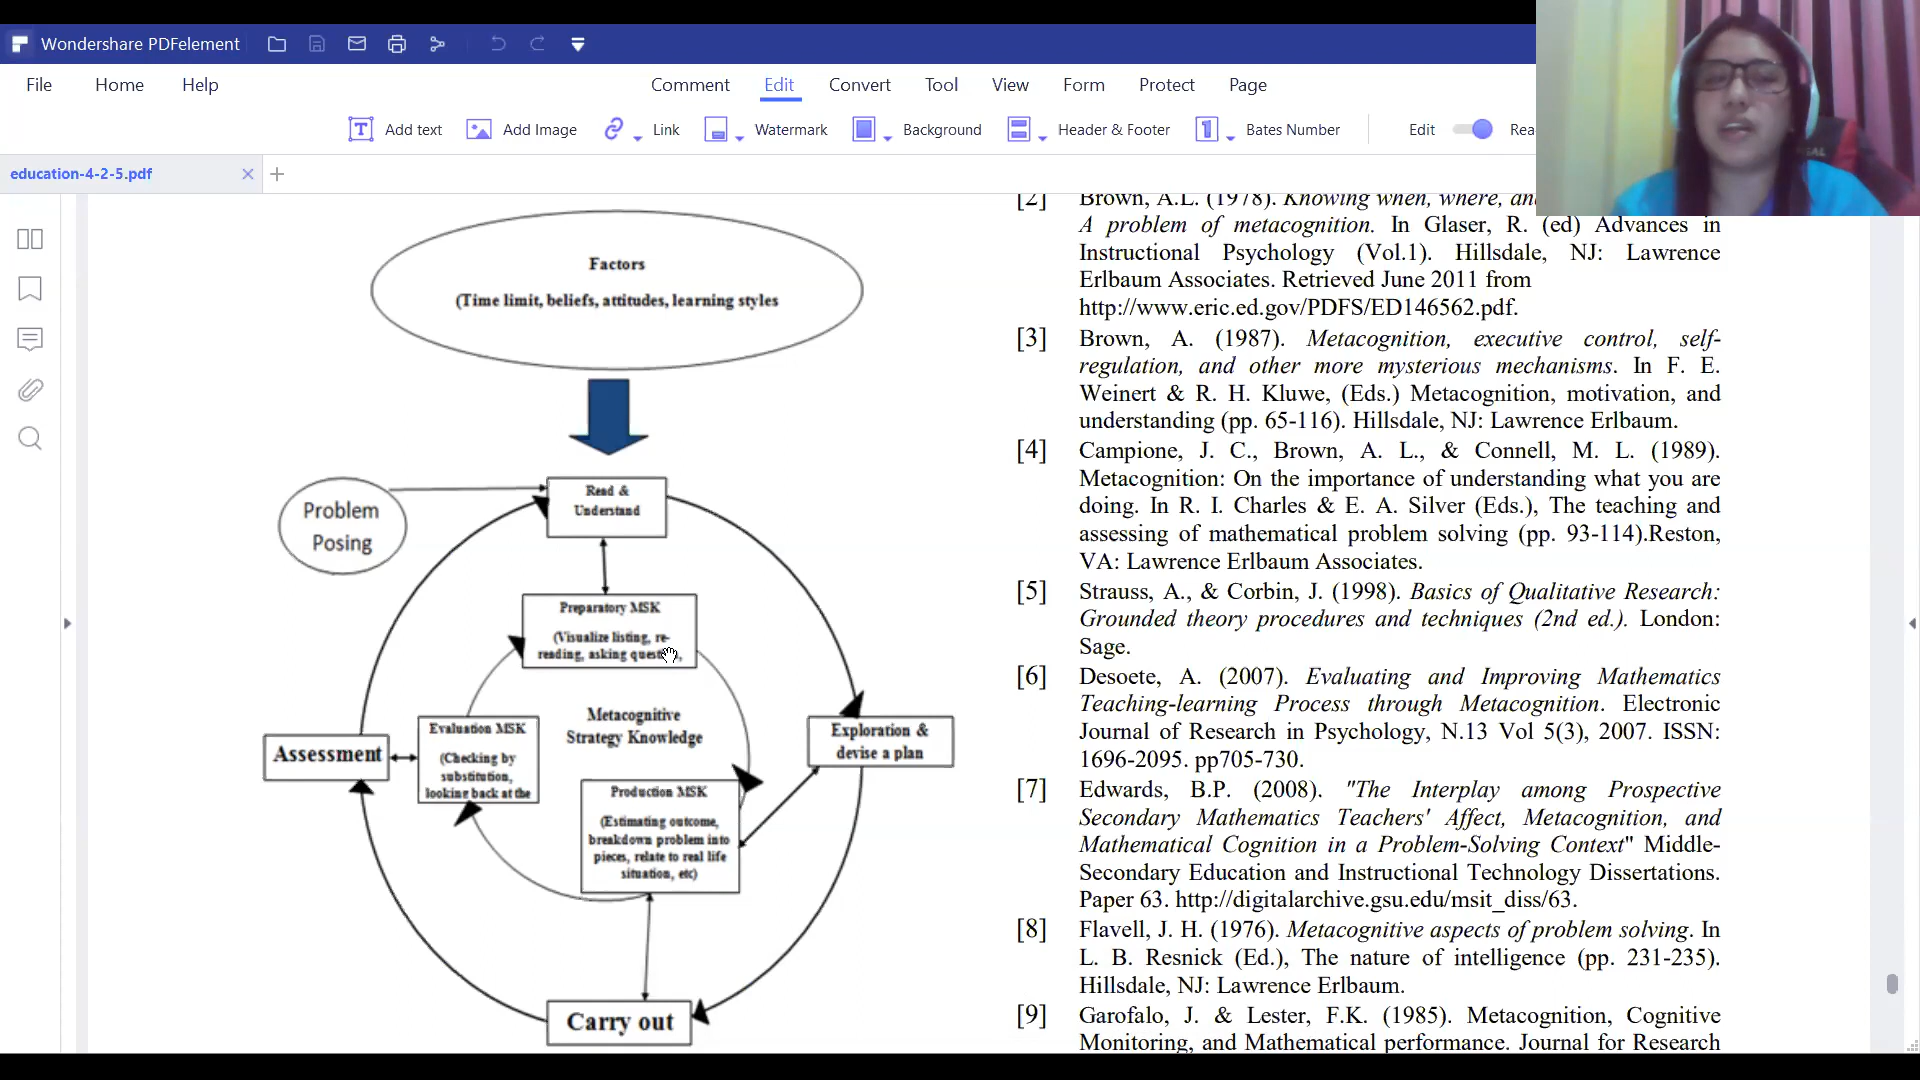 Wondershare PDFelement
File Home Help Comment Edit Convert Tool View Form Protect Page
Add text Add Image Link Watermark Background Header & Footer Bates Number Edit
education-4-2-5.pdf
Factors
(Time limit, beliefs, attitudes, learning styles
Problem
Posing
Read &
Understand
Preparatory MSK
(Visualize listing, re-
reading, asking
Metacognitive
Strategy Knowledge
Evaluation MSK
(Checking by
substitution,
looking back at the
Assessment
Exploration &
devise a plan
Production MSK
(Estimating outcome,
breakdown problem into
pieces, relate to real life
situation, etc)
Carry out
[2] Brown, A.L. (1978). Knowing when, where,
A problem of metacognition. In Glaser, R. (ed) Advances in
Instructional Psychology (Vol.1). Hillsdale, NJ: Lawrence
Erlbaum Associates. Retrieved June 2011 from
http://www.eric.ed.gov/PDFS/ED146562.pdf.
[3] Brown, A. (1987). Metacognition, executive control, self-
regulation, and other more mysterious mechanisms. In F. E.
Weinert & R. H. Kluwe, (Eds.) Metacognition, motivation, and
understanding (pp. 65-116). Hillsdale, NJ: Lawrence Erlbaum.
[4] Campione, J. C., Brown, A. L., & Connell, M. L. (1989).
Metacognition: On the importance of understanding what you are
doing. In R. I. Charles & E. A. Silver (Eds.), The teaching and
assessing of mathematical problem solving (pp. 93-114).Reston,
VA: Lawrence Erlbaum Associates.
[5] Strauss, A., & Corbin, J. (1998). Basics of Qualitative Research:
Grounded theory procedures and techniques (2nd ed.). London:
Sage.
[6] Desoete, A. (2007). Evaluating and Improving Mathematics
Teaching-learning Process through Metacognition. Electronic
Journal of Research in Psychology, N.13 Vol 5(3), 2007. ISSN:
1696-2095. pp705-730.
[7] Edwards, B.P. (2008). "The Interplay among Prospective
Secondary Mathematics Teachers' Affect, Metacognition, and
Mathematical Cognition in a Problem-Solving Context" Middle-
Secondary Education and Instructional Technology Dissertations.
Paper 63. http://digitalarchive.gsu.edu/msit_diss/63.
[8] Flavell, J. H. (1976). Metacognitive aspects of problem solving. In
L. B. Resnick (Ed.), The nature of intelligence (pp. 231-235).
Hillsdale, NJ: Lawrence Erlbaum.
[9] Garofalo, J. & Lester, F.K. (1985). Metacognition, Cognitive
Monitoring, and Mathematical performance. Journal for Research